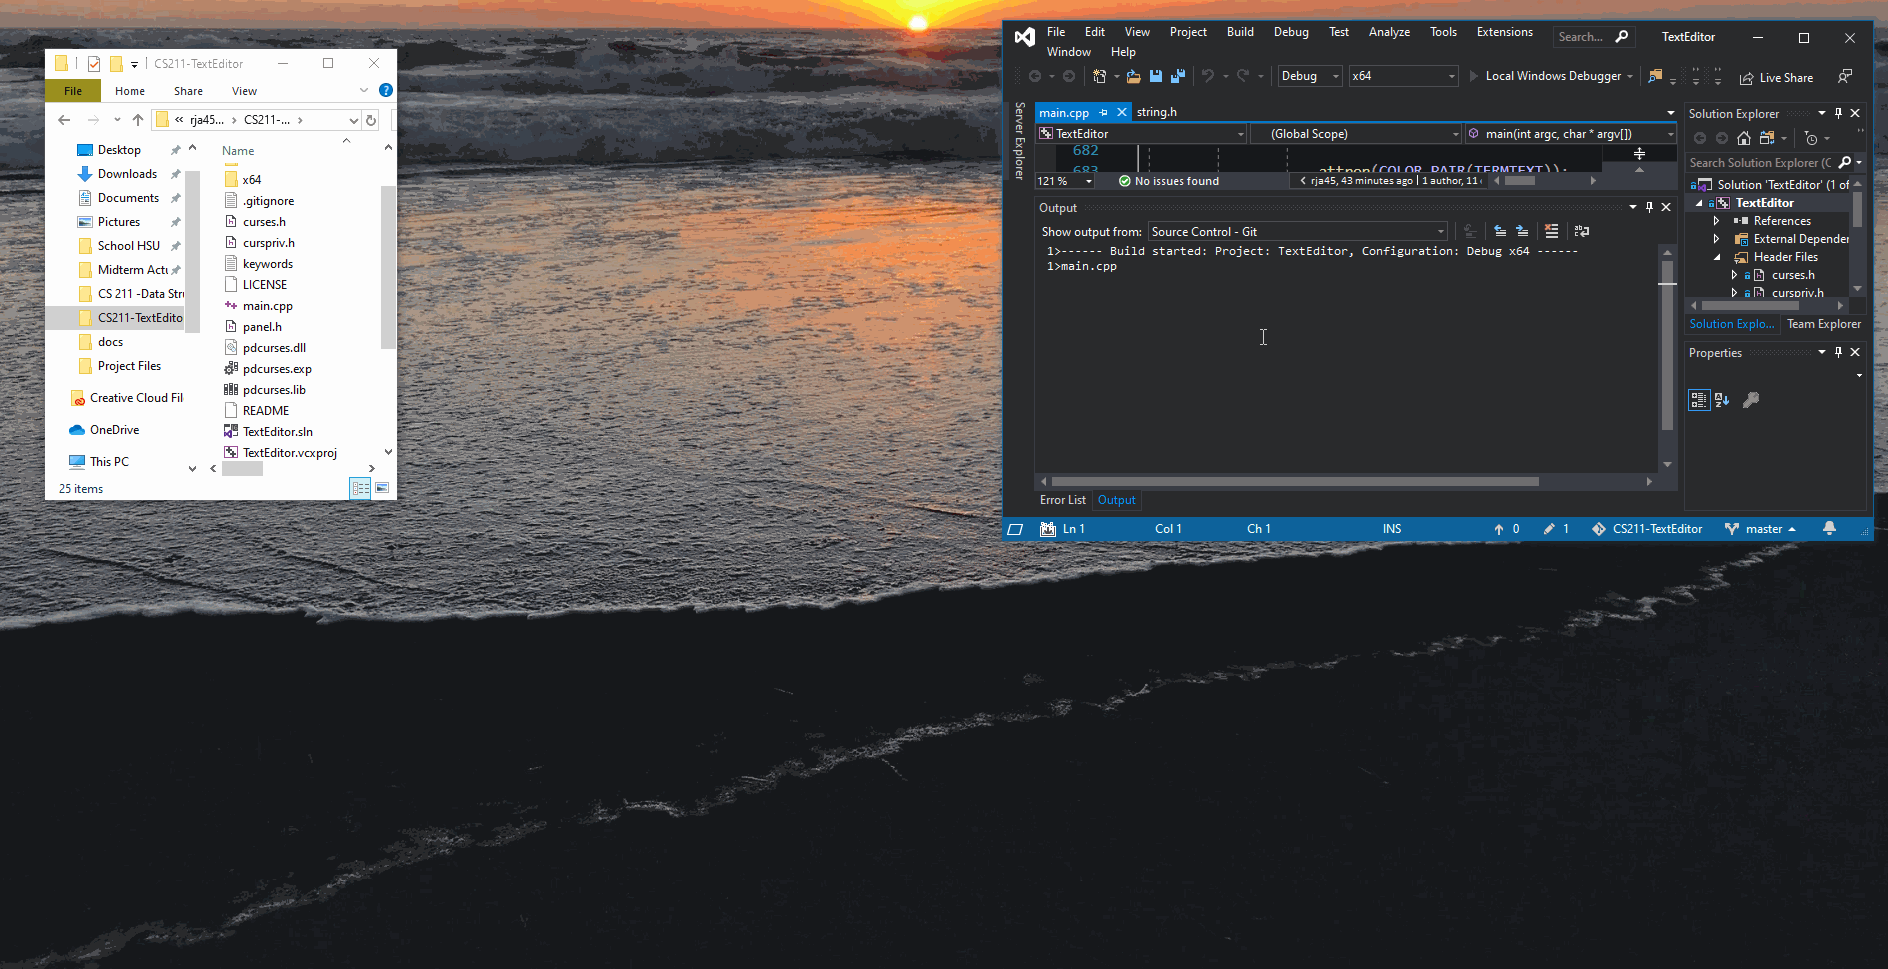 CS211-TextEditor
File Home Share View
« rja45... > CS211-... >
Desktop
Downloads
Documents
Pictures
School HSU
Midterm Actu
CS 211 -Data Stru
CS211-TextEdito
docs
Project Files
Creative Cloud Fil
OneDrive
This PC
Name
x64
.gitignore
curses.h
curspriv.h
keywords
LICENSE
main.cpp
panel.h
pdcurses.dll
pdcurses.exp
pdcurses.lib
README
TextEditor.sln
TextEditor.vcxproj
25 items
File Edit View Project Build Debug Test Analyze Tools Extensions Search... TextEditor
Window Help
Debug x64 Local Windows Debugger Live Share
Server Explorer
main.cpp string.h
TextEditor (Global Scope) main(int argc, char * argv[])
682
683 attron(COLOR_PAIR(TERMTEXT));
121 % No issues found rja45, 43 minutes ago | 1 author, 11
Output
Show output from: Source Control - Git
1>------ Build started: Project: TextEditor, Configuration: Debug x64 ------
1>main.cpp
Error List Output
Solution Explorer
Search Solution Explorer (C
Solution 'TextEditor' (1 of
TextEditor
References
External Depender
Header Files
curses.h
curspriv.h
Solution Explo... Team Explorer
Properties
Ln 1 Col 1 Ch 1 INS 0 1 CS211-TextEditor master